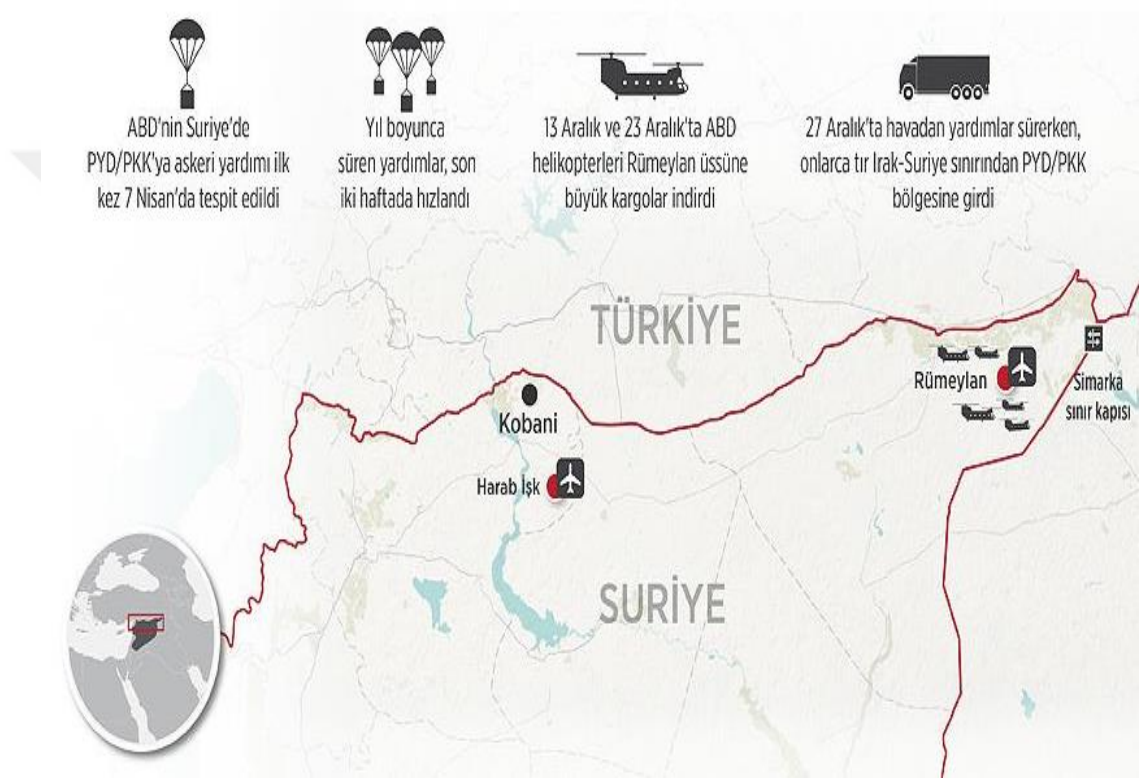 ABD'nin Suriye'de
PYD/PKK'ya askeri yardımı ilk
kez 7 Nisan'da tespit edildi
Yıl boyunca
süren yardımlar, son
iki haftada hızlandı
13 Aralık ve 23 Aralık'ta ABD
helikopterleri Rümeylan üssüne
büyük kargolar indirdi
27 Aralık'ta havadan yardımlar sürerken,
onlarca tır Irak-Suriye sınırından PYD/PKK
bölgesine girdi
TÜRKİYE
Rümeylan
Simarka
sınır kapısı
Kobani
Harab İşk
SURİYE